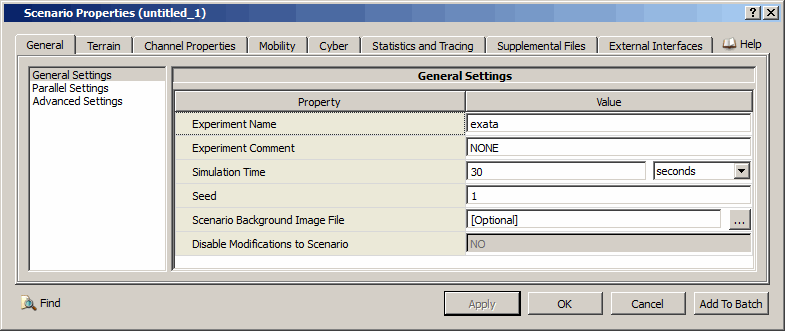 Scenario Properties (untitled_1)
? X
General Terrain Channel Properties Mobility Cyber Statistics and Tracing Supplemental Files External Interfaces Help
General Settings
Parallel Settings
Advanced Settings
General Settings
Property Value
Experiment Name exata
Experiment Comment NONE
Simulation Time 30 seconds
Seed 1
Scenario Background Image File [Optional] ...
Disable Modifications to Scenario NO
Find Apply OK Cancel Add To Batch